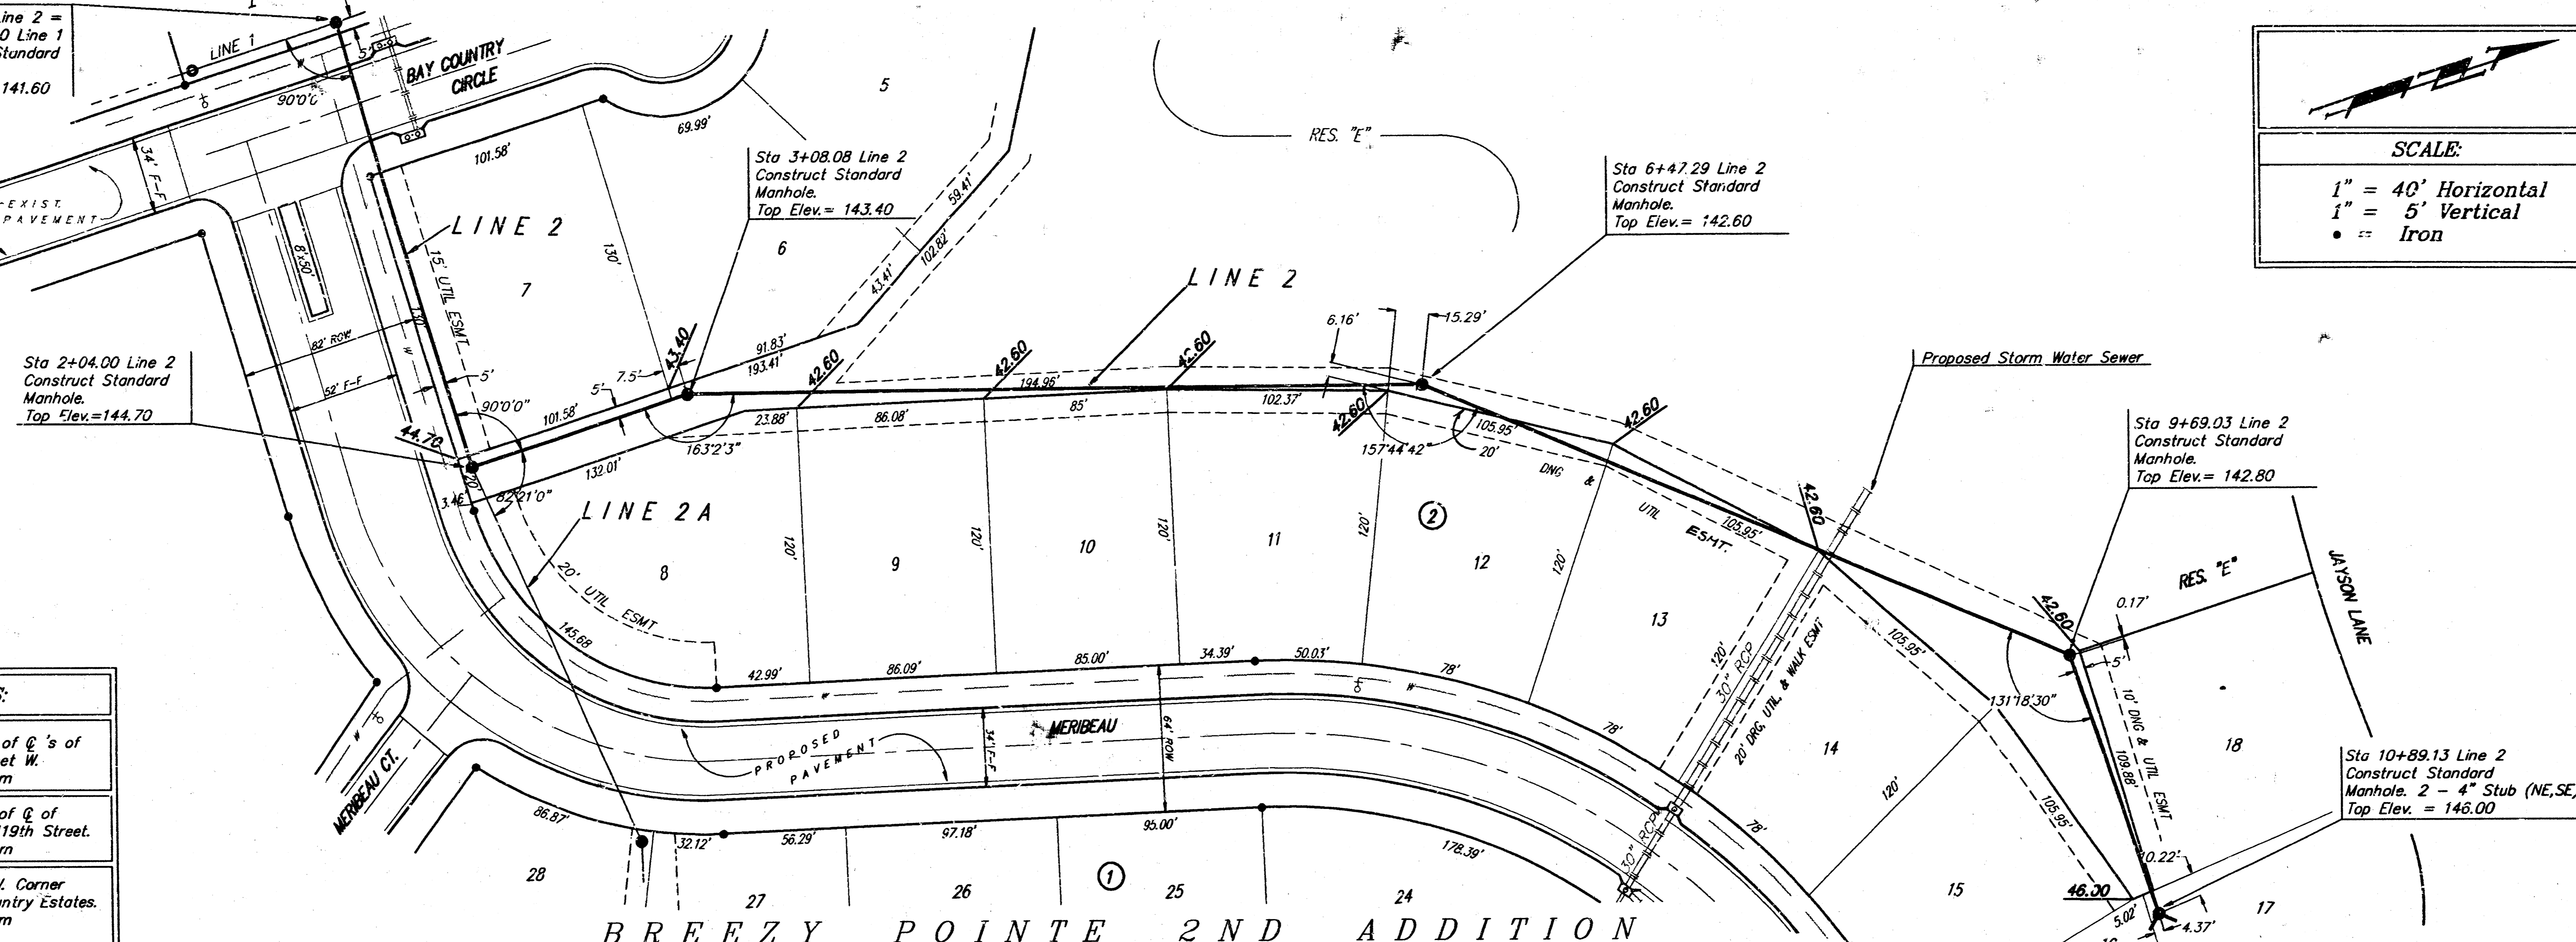 ine 2 =
0 Line 1
Standard
141.60
LINE 1
5'
BAY COUNTRY
CIRCLE
90°0'0
34' F-F
EXIST.
PAVEMENT
8'x50'
82' ROW
52' F-F
W
130'
5'
15' UTIL ESMT
LINE 2
101.58'
69.99'
5
7
130'
6
Sta 3+08.08 Line 2
Construct Standard
Manhole.
Top Elev.= 143.40
59.41'
102.82'
43.41'
RES. "E"
Sta 6+47.29 Line 2
Construct Standard
Manhole.
Top Elev.= 142.60
SCALE:
1" = 40' Horizontal
1" = 5' Vertical
• = Iron
Sta 2+04.00 Line 2
Construct Standard
Manhole.
Top Elev.=144.70
44.70
90°0'0"
101.58'
5'
7.5'
43.40
91.83'
193.41'
42.60
42.60
LINE 2
42.60
194.96'
6.16'
15.29'
23.88'
86.08'
85'
102.37'
42.60
163°2'3"
132.01'
20'
3.46'
82°21'0"
LINE 2A
157°44'42"
105.95'
20'
42.60
DNG &
UTIL
ESMT.
105.95'
42.60
Proposed Storm Water Sewer
Sta 9+69.03 Line 2
Construct Standard
Manhole.
Top Elev.= 142.80
JAYSON LANE
RES. "E"
0.17'
42.60
5'
131°18'30"
10' DNG & UTIL ESMT
109.88'
18
Sta 10+89.13 Line 2
Construct Standard
Manhole. 2 - 4" Stub (NE,SE)
Top Elev. = 146.00
20' UTIL ESMT
8
120'
9
120'
10
120'
11
120'
2
12
120'
13
120'
30" RCP
20' DRG, UTIL, & WALK ESMT
14
105.95'
120'
105.95'
15
46.00
10.22'
5.02'
4.37'
17
145.68
42.99'
86.09'
85.00'
34.39'
50.03'
78'
78'
78'
W
W
34' F-F
64' ROW
MERIBEAU
PROPOSED
PAVEMENT
MERIBEAU CT.
W
86.87'
32.12'
56.29'
97.18'
95.00'
178.39'
30" RCP
28
27
26
1
25
24
S:
of ℄ 's of
et W.
m
of ℄ of
119th Street.
rn
. Corner
ntry Estates.
m
BREEZY POINTE 2ND ADDITION